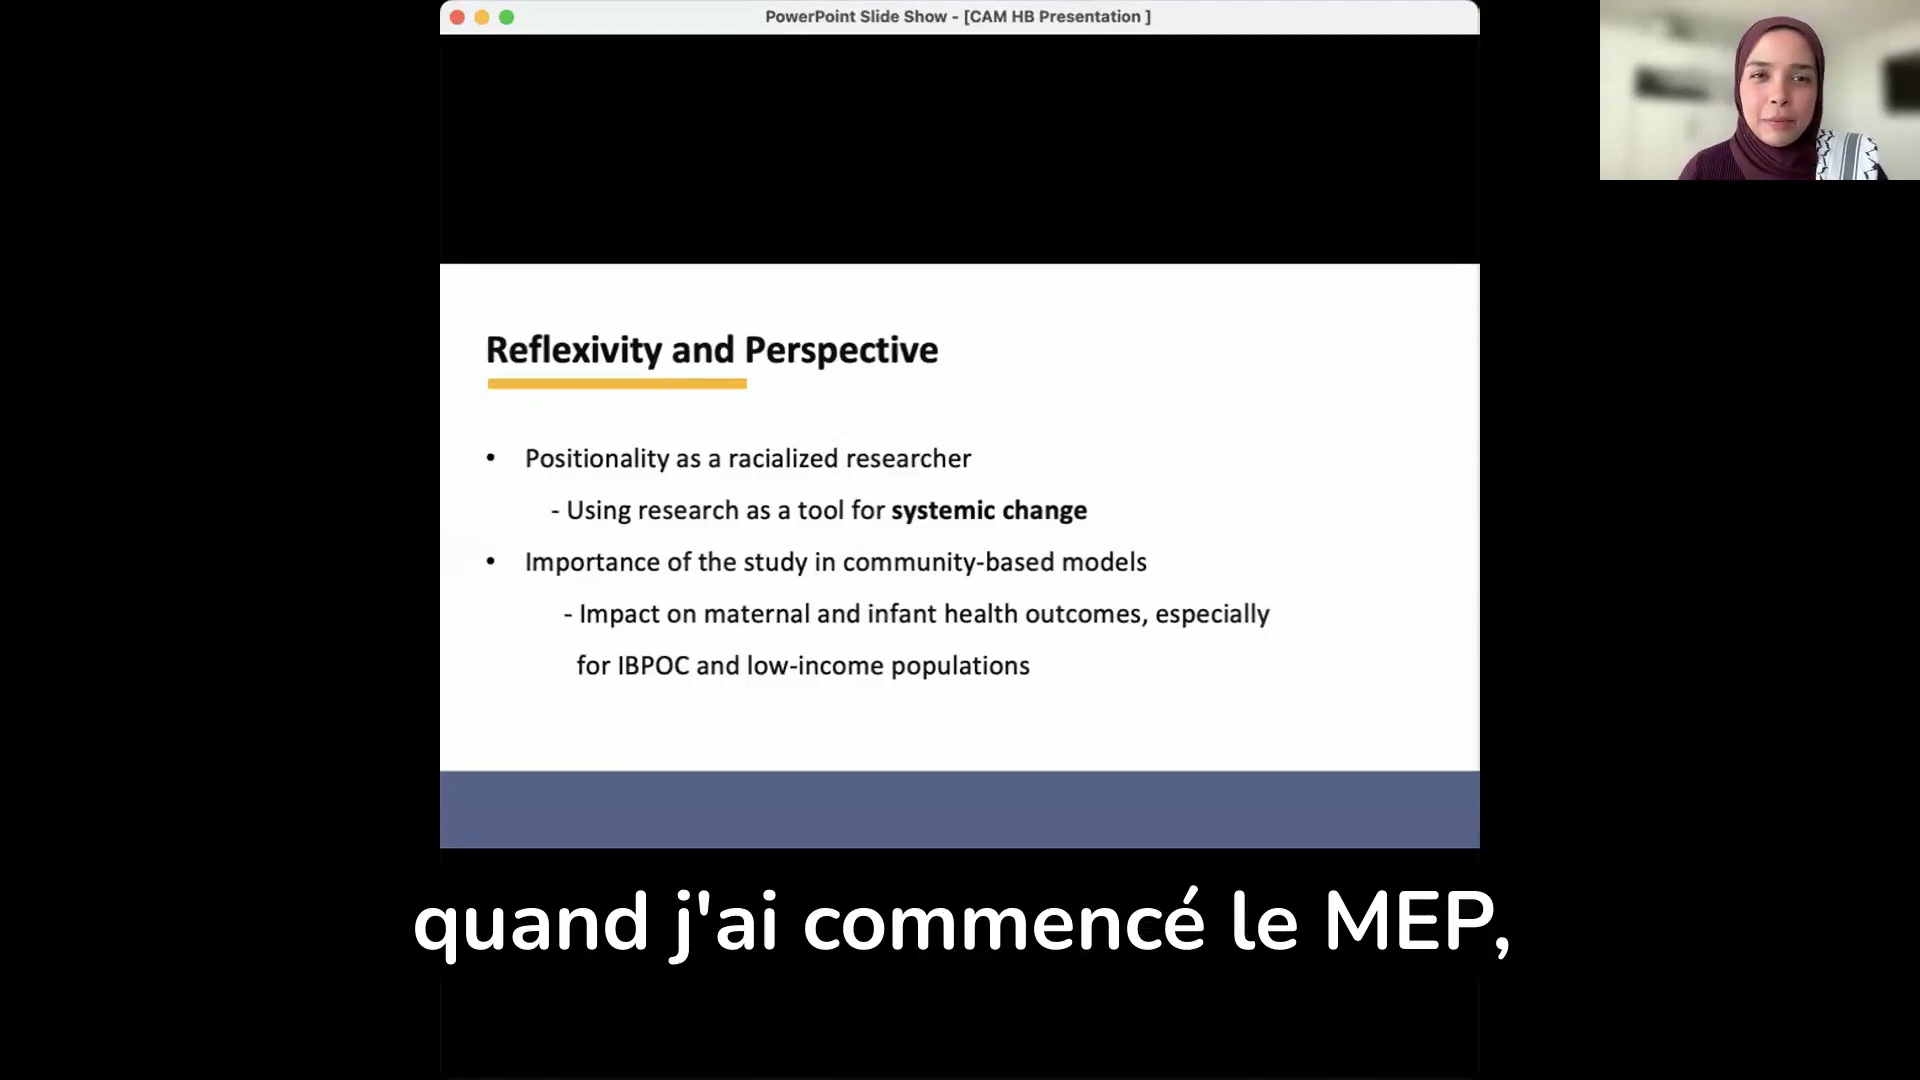 PowerPoint Slide Show - [CAM HB Presentation ]
Reflexivity and Perspective
• Positionality as a racialized researcher
- Using research as a tool for systemic change
• Importance of the study in community-based models
- Impact on maternal and infant health outcomes, especially
for IBPOC and low-income populations
quand j'ai commencé le MEP,